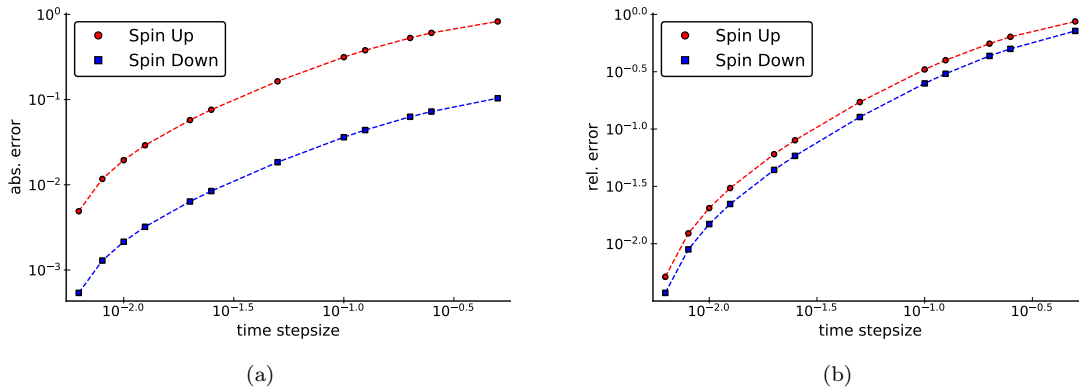 10^0
10^-1
10^-2
10^-3
abs. error
Spin Up
Spin Down
10^-2.0
10^-1.5
10^-1.0
10^-0.5
time stepsize
(a)
10^0.0
10^-0.5
10^-1.0
10^-1.5
10^-2.0
rel. error
Spin Up
Spin Down
10^-2.0
10^-1.5
10^-1.0
10^-0.5
time stepsize
(b)